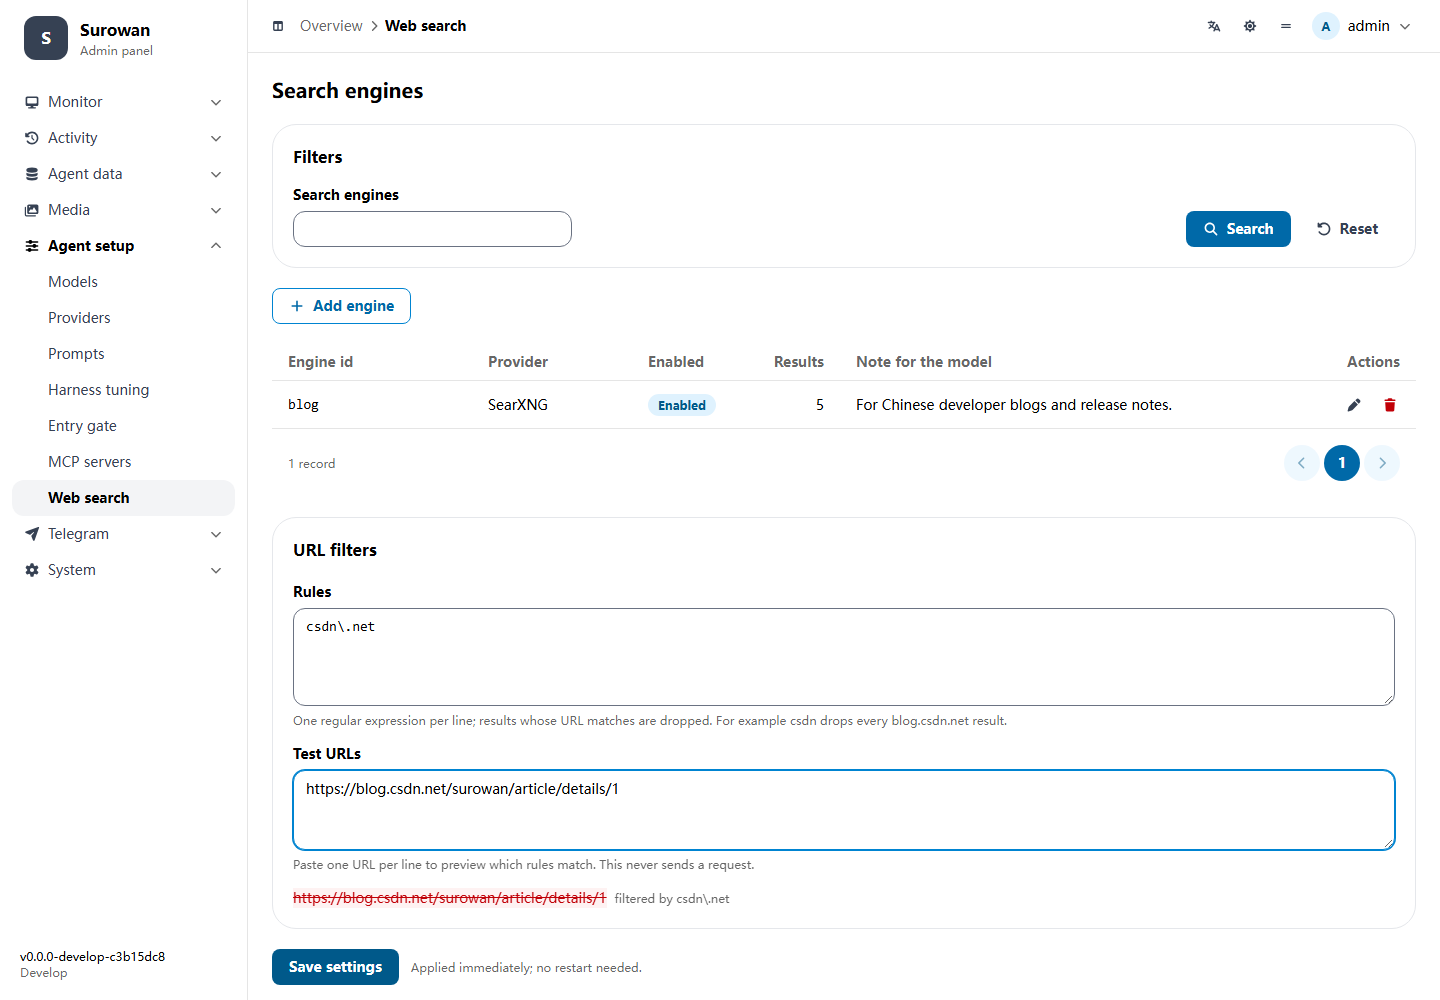 S
Surowan
Admin panel
Monitor
Activity
Agent data
Media
Agent setup
Models
Providers
Prompts
Harness tuning
Entry gate
MCP servers
Web search
Telegram
System
v0.0.0-develop-c3b15dc8
Develop
Overview > Web search
A admin
Search engines
Filters
Search engines
Search
Reset
+ Add engine
Engine id Provider Enabled Results Note for the model Actions
blog SearXNG Enabled 5 For Chinese developer blogs and release notes.
1 record
1
URL filters
Rules
csdn\.net
One regular expression per line; results whose URL matches are dropped. For example csdn drops every blog.csdn.net result.
Test URLs
https://blog.csdn.net/surowan/article/details/1
Paste one URL per line to preview which rules match. This never sends a request.
https://blog.csdn.net/surowan/article/details/1 filtered by csdn\.net
Save settings Applied immediately; no restart needed.